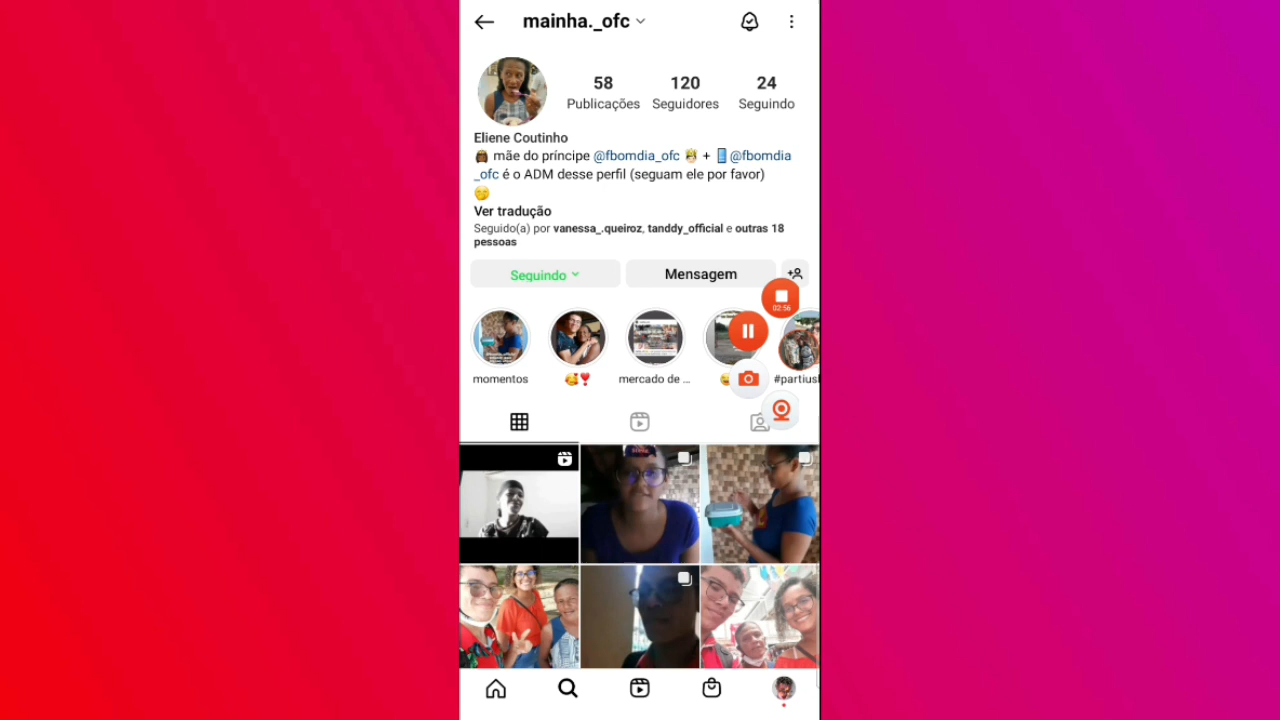 mainha._ofc
58
120
24
Publicações
Seguidores
Seguindo
Eliene Coutinho
mãe do príncipe @fbomdia_ofc + @fbomdia
_ofc é o ADM desse perfil (seguam ele por favor)
Ver tradução
Seguido(a) por vanessa_.queiroz, tanddy_official e outras 18
pessoas
Seguindo
Mensagem
02:56
momentos
mercado de ...
#partiusl